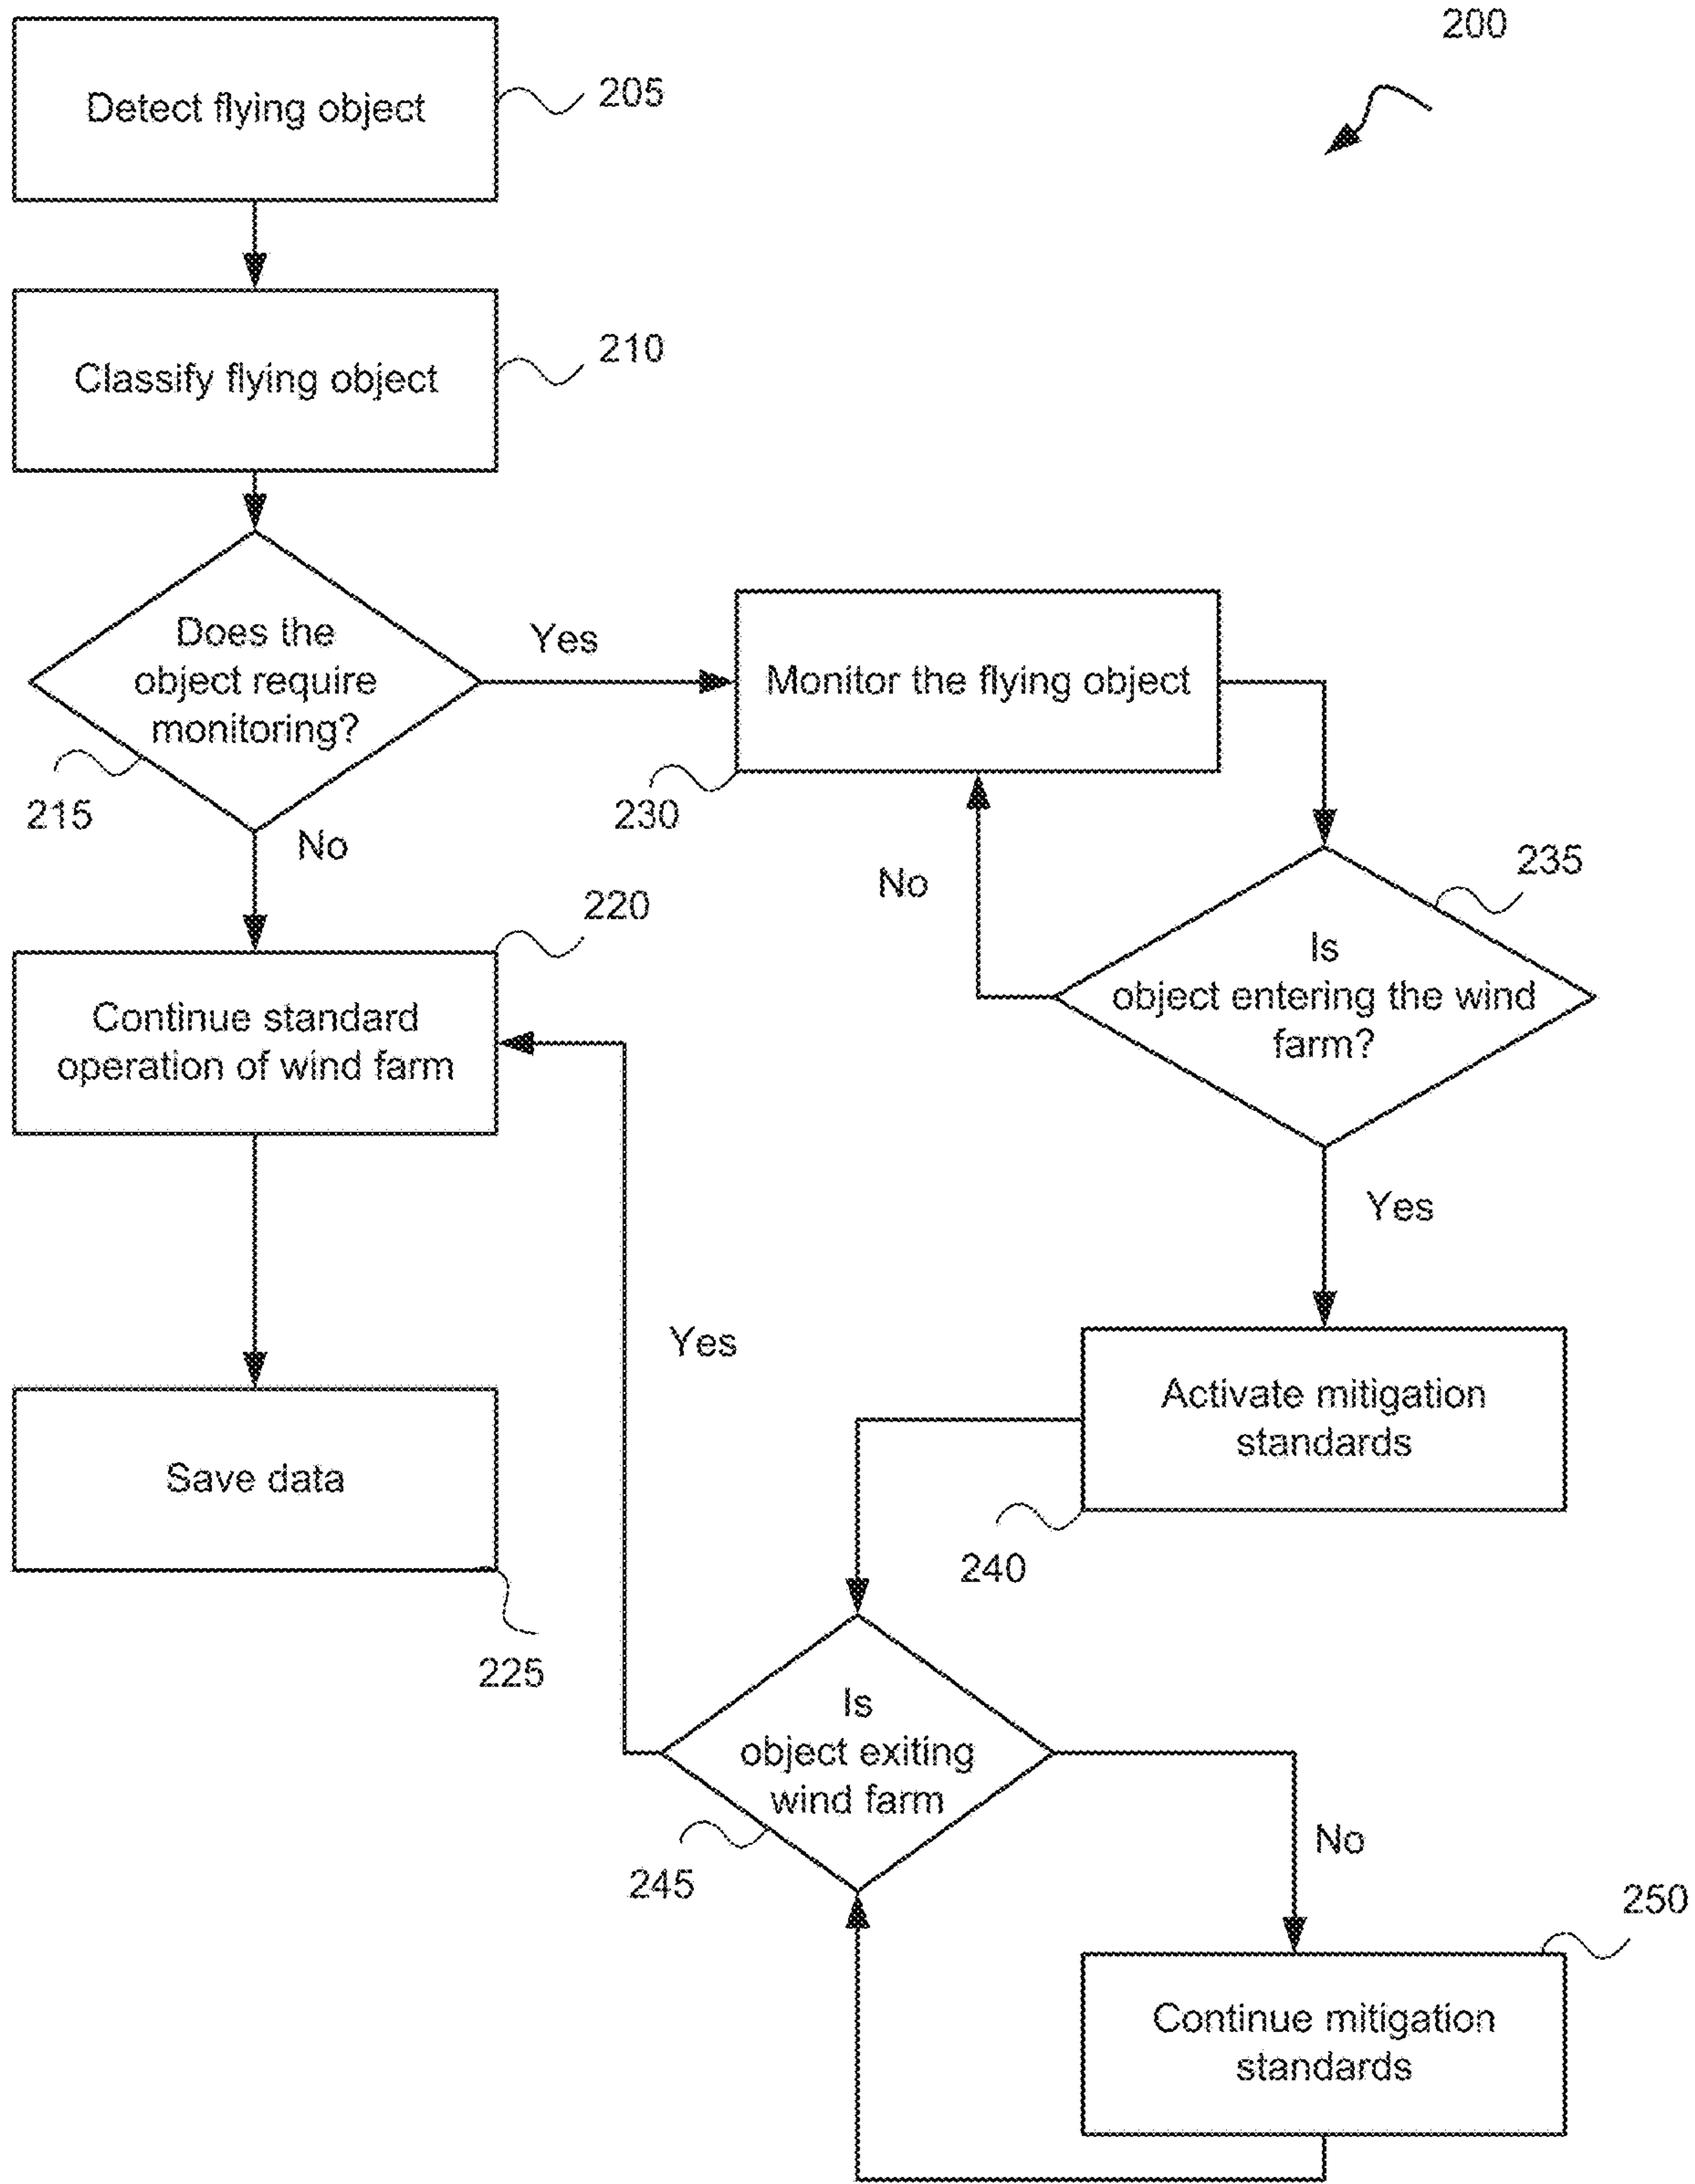 200
Detect flying object
205
Classify flying object
210
Does the
object require
monitoring?
215
Yes
No
Monitor the flying object
230
No
235
Is
object entering the wind
farm?
Yes
220
Continue standard
operation of wind farm
Yes
Activate mitigation
standards
240
Save data
225
Is
object exiting
wind farm
245
No
250
Continue mitigation
standards